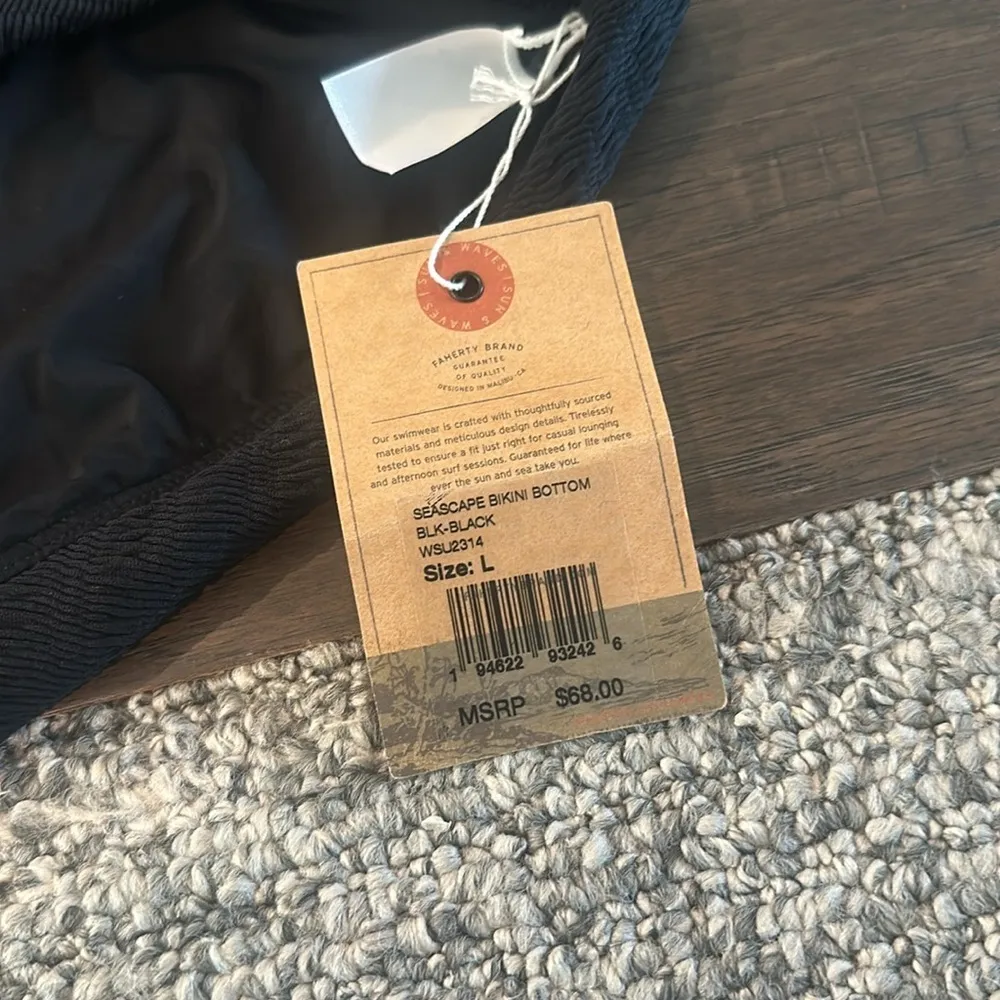 SUN & WAVES | SUN & WAVES |
FAHERTY BRAND
GUARANTEE
OF QUALITY
DESIGNED IN MALIBU, CA
Our swimwear is crafted with thoughtfully sourced
materials and meticulous design details. Tirelessly
tested to ensure a fit just right for casual lounging
and afternoon surf sessions. Guaranteed for life where
ever the sun and sea take you.
SEASCAPE BIKINI BOTTOM
BLK-BLACK
WSU2314
Size: L
1 94622 93242 6
MSRP $68.00